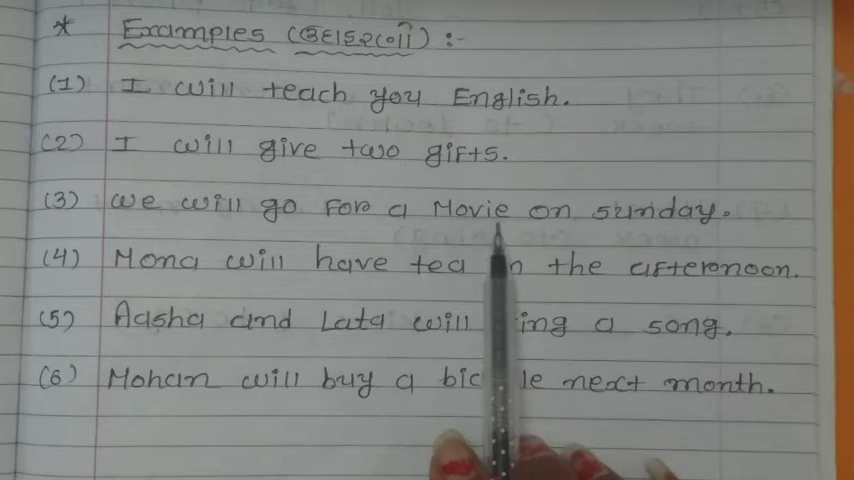 * Examples (ઉદાહરણો) :-
(1) I will teach you English.
(2) I will give two gifts.
(3) We will go for a Movie on sunday.
(4) Mona will have tea the afternoon.
(5) Aasha and Lata will a song.
(6) Mohan will buy a next month.